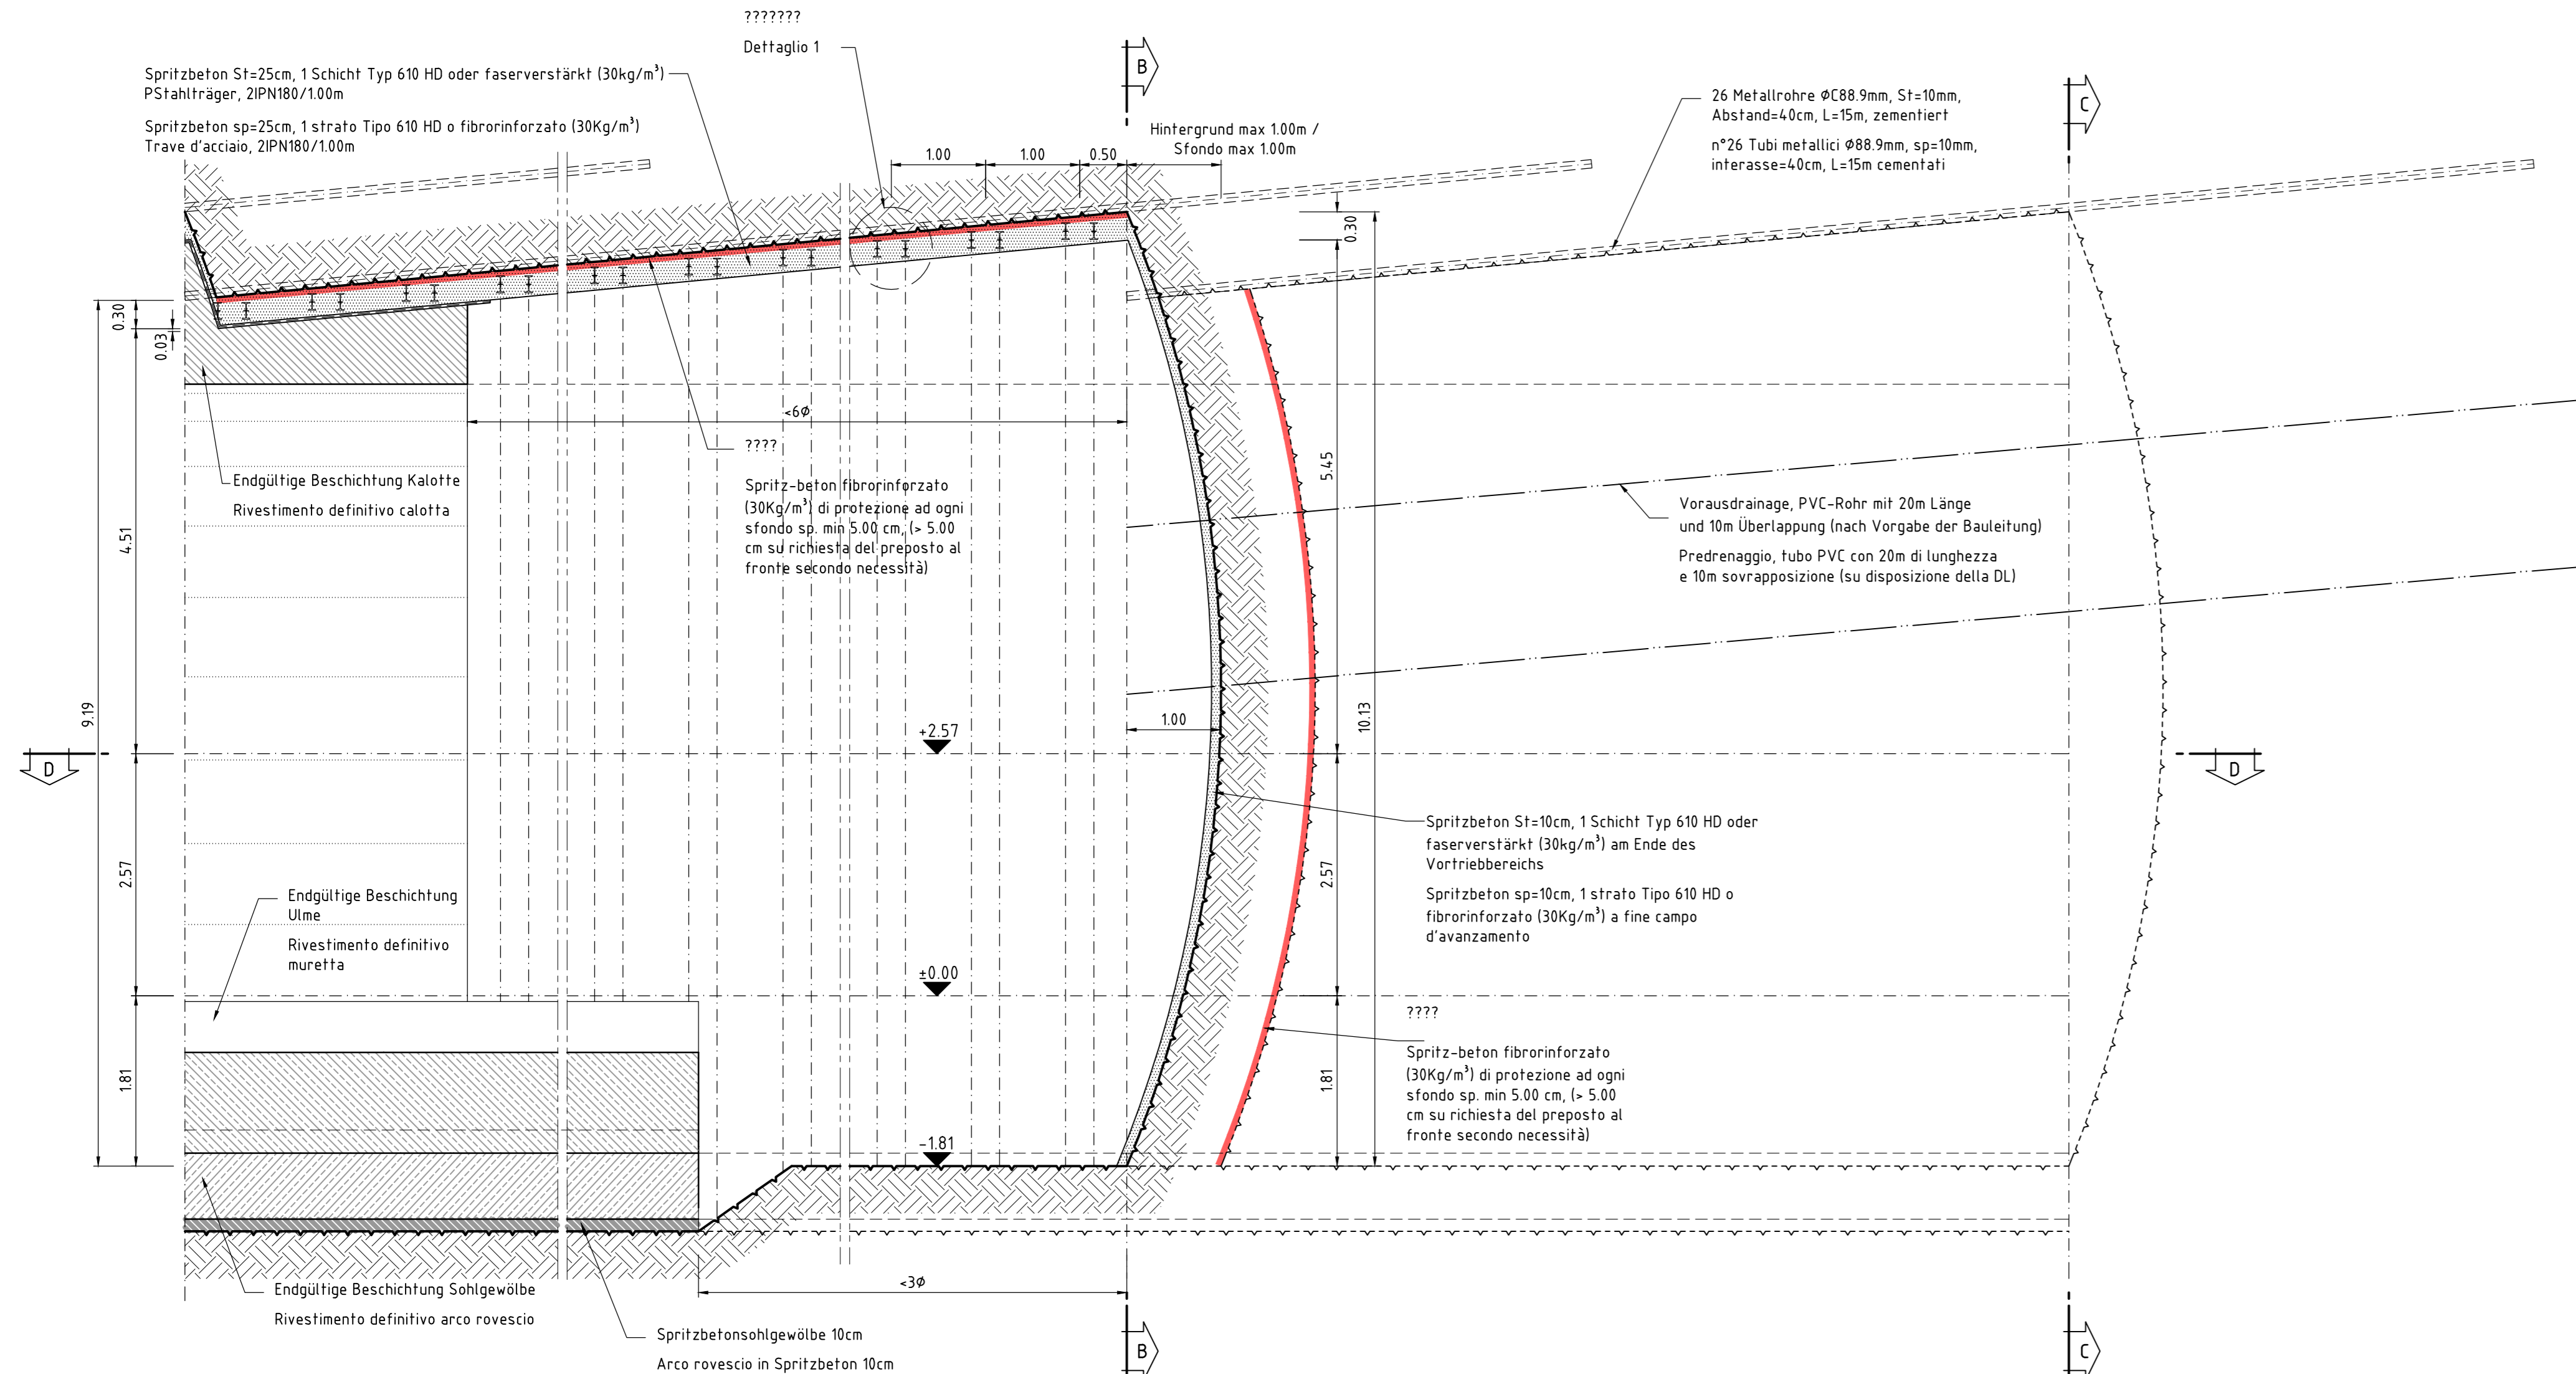 ???????
Dettaglio 1
Spritzbeton St=25cm, 1 Schicht Typ 610 HD oder faserverstärkt (30kg/m³)
PStahlträger, 2IPN180/1.00m
Spritzbeton sp=25cm, 1 strato Tipo 610 HD o fibrorinforzato (30Kg/m³)
Trave d'acciaio, 2IPN180/1.00m
B
C
26 Metallrohre ØC88.9mm, St=10mm,
Abstand=40cm, L=15m, zementiert
n°26 Tubi metallici Ø88.9mm, sp=10mm,
interasse=40cm, L=15m cementati
Hintergrund max 1.00m /
Sfondo max 1.00m
1.00
1.00
0.50
0.30
0.30
0.03
<6Ø
????
Spritz-beton fibrorinforzato
(30Kg/m³) di protezione ad ogni
sfondo sp. min 5.00 cm, (> 5.00
cm su richiesta del preposto al
fronte secondo necessità)
Endgültige Beschichtung Kalotte
Rivestimento definitivo calotta
5.45
4.51
Vorausdrainage, PVC-Rohr mit 20m Länge
und 10m Überlappung (nach Vorgabe der Bauleitung)
Predrenaggio, tubo PVC con 20m di lunghezza
e 10m sovrapposizione (su disposizione della DL)
9.19
10.13
1.00
+2.57
D
D
Spritzbeton St=10cm, 1 Schicht Typ 610 HD oder
faserverstärkt (30kg/m³) am Ende des
Vortriebbereichs
Spritzbeton sp=10cm, 1 strato Tipo 610 HD o
fibrorinforzato (30Kg/m³) a fine campo
d'avanzamento
2.57
2.57
Endgültige Beschichtung
Ulme
Rivestimento definitivo
muretta
±0.00
????
Spritz-beton fibrorinforzato
(30Kg/m³) di protezione ad ogni
sfondo sp. min 5.00 cm, (> 5.00
cm su richiesta del preposto al
fronte secondo necessità)
1.81
1.81
-1.81
<3Ø
Endgültige Beschichtung Sohlgewölbe
Rivestimento definitivo arco rovescio
Spritzbetonsohlgewölbe 10cm
Arco rovescio in Spritzbeton 10cm
B
C